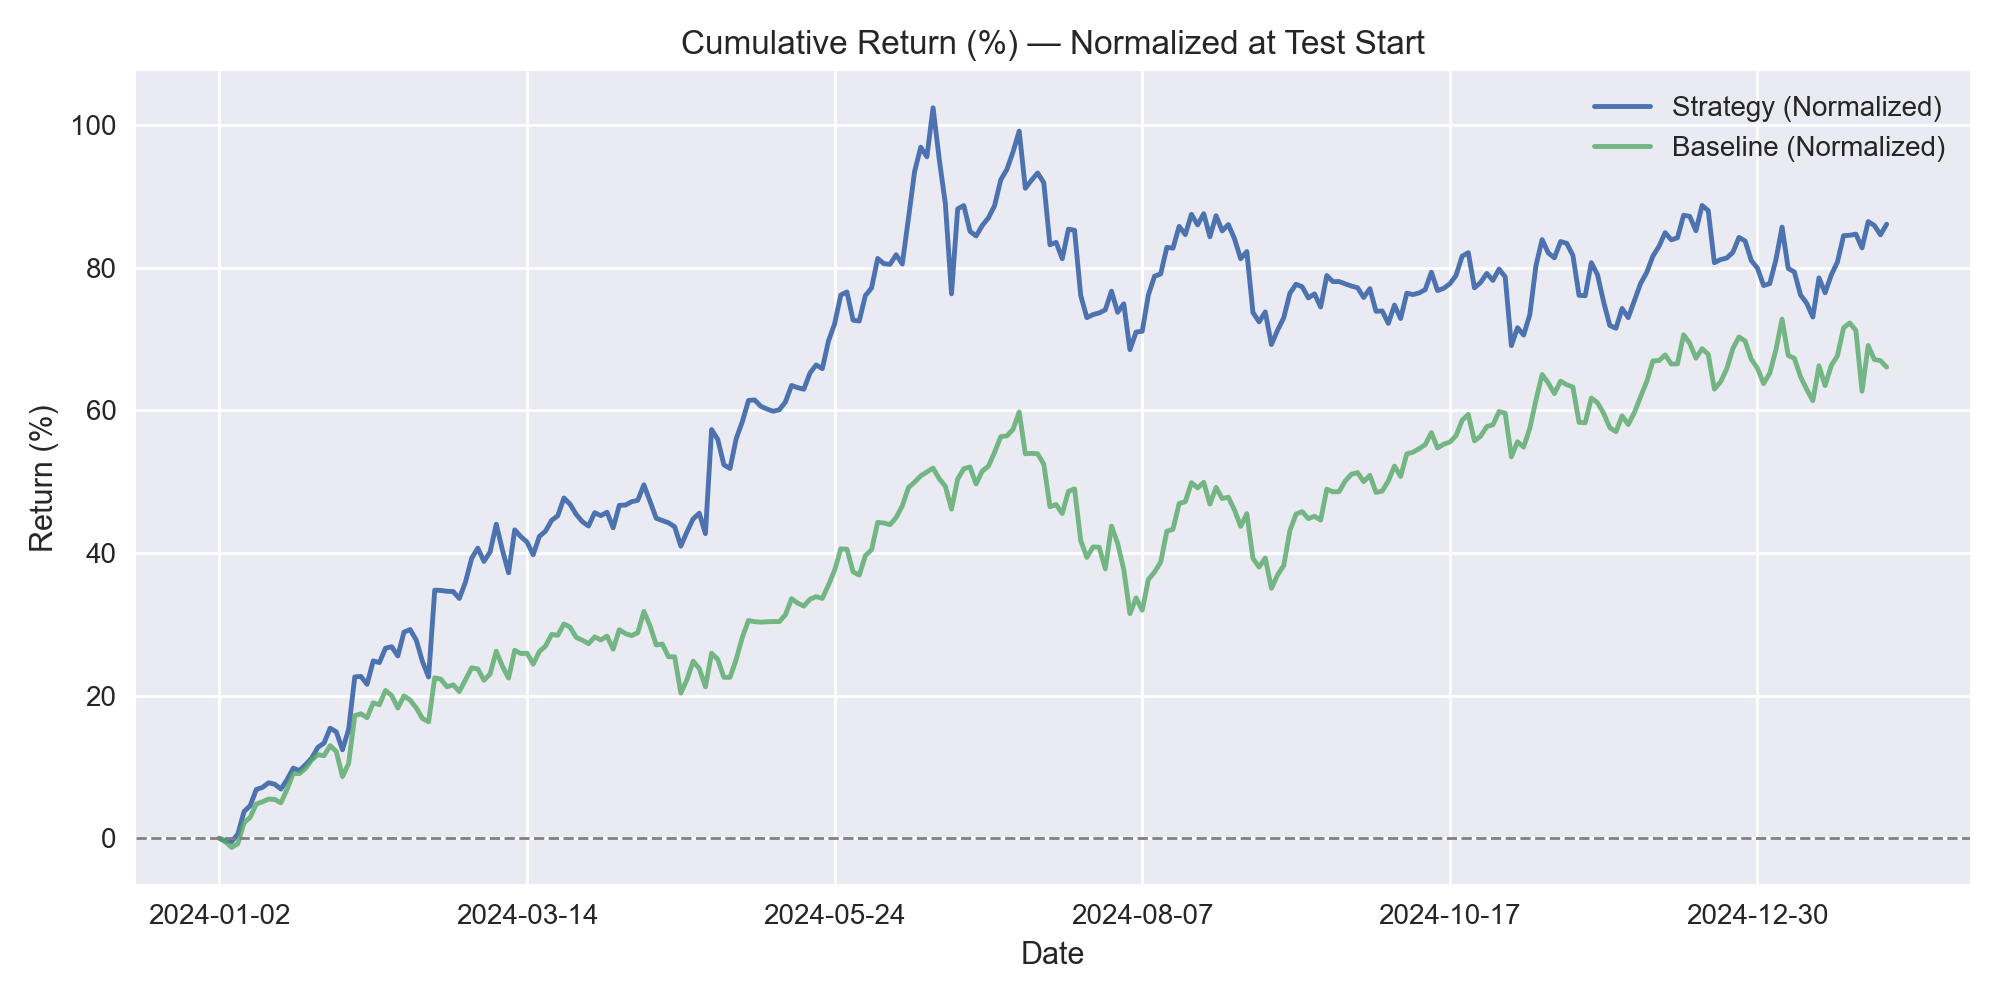 Cumulative Return (%) — Normalized at Test Start
Strategy (Normalized)
Baseline (Normalized)
Return (%)
100
80
60
40
20
0
2024-01-02
2024-03-14
2024-05-24
2024-08-07
2024-10-17
2024-12-30
Date